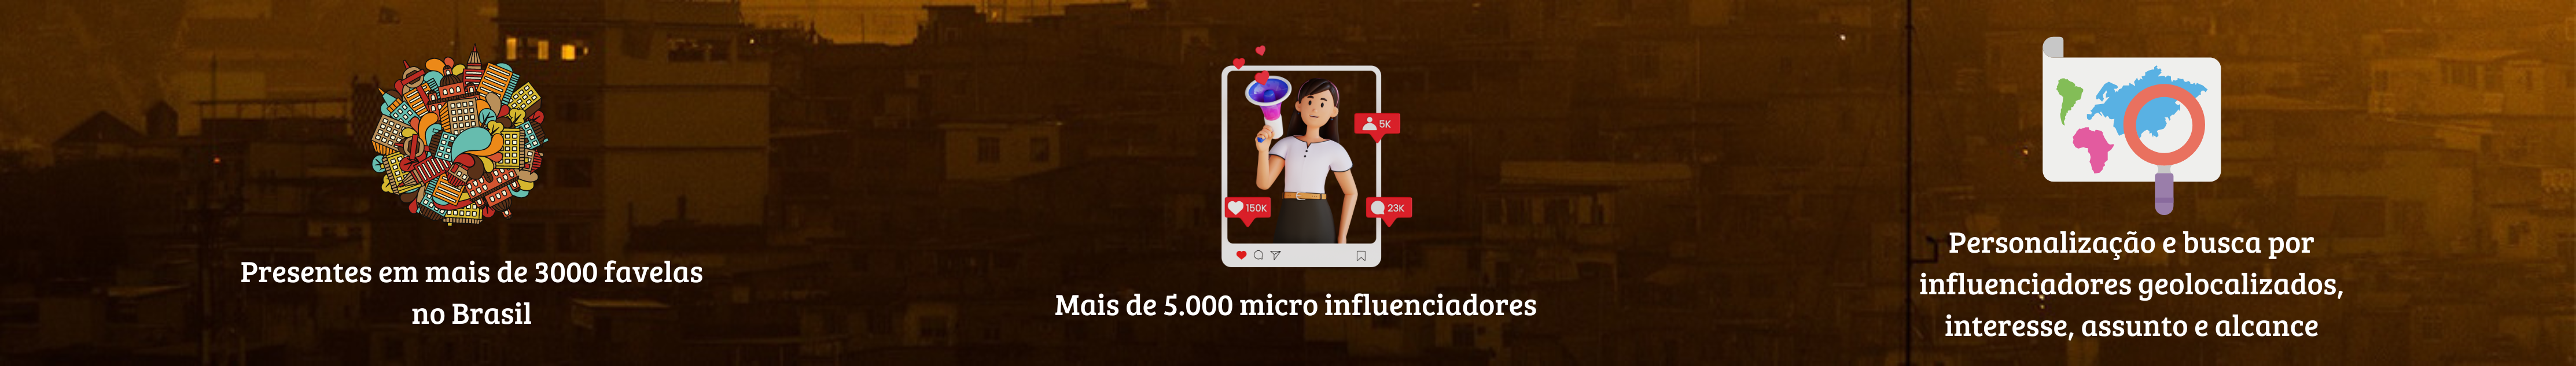 Presentes em mais de 3000 favelas
no Brasil
5K
150K
23K
Mais de 5.000 micro influenciadores
Personalização e busca por
influenciadores geolocalizados,
interesse, assunto e alcance